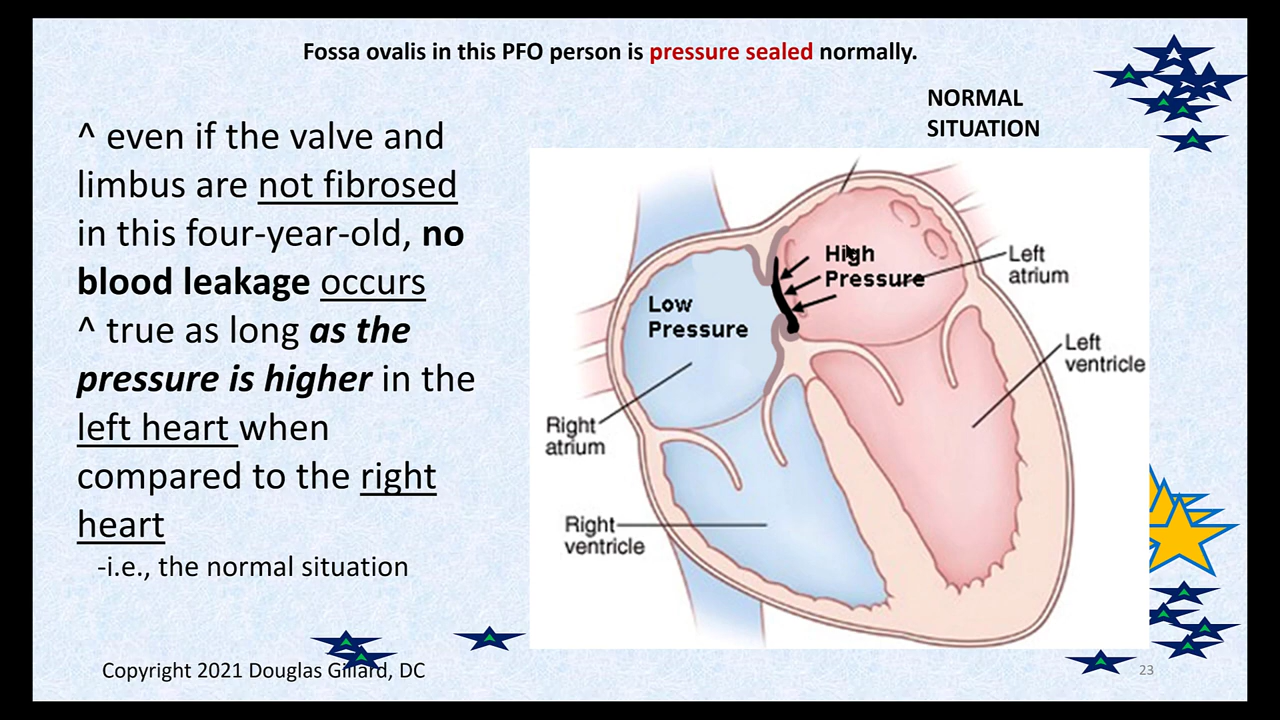 Fossa ovalis in this PFO person is pressure sealed normally.
NORMAL
SITUATION
^ even if the valve and
limbus are not fibrosed
in this four-year-old, no
blood leakage occurs
^ true as long as the
pressure is higher in the
left heart when
compared to the right
heart
-i.e., the normal situation
High
Pressure
Low
Pressure
Left
atrium
Left
ventricle
Right
atrium
Right
ventricle
Copyright 2021 Douglas Gillard, DC
23